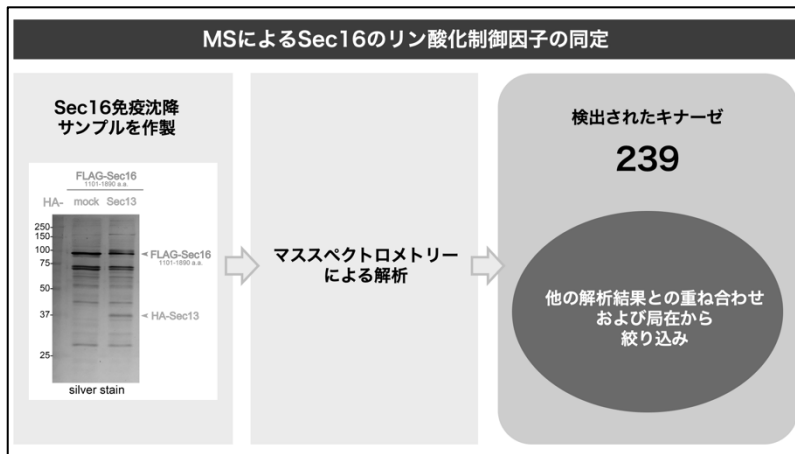 MSによるSec16のリン酸化制御因子の同定
Sec16免疫沈降
サンプルを作製
FLAG-Sec16
1101-1890 a.a.
HA- mock Sec13
250
150
100
75
50
37
25
FLAG-Sec16
1101-1890 a.a.
HA-Sec13
silver stain
マススペクトロメトリー
による解析
検出されたキナーゼ
239
他の解析結果との重ね合わせ
および局在から
絞り込み